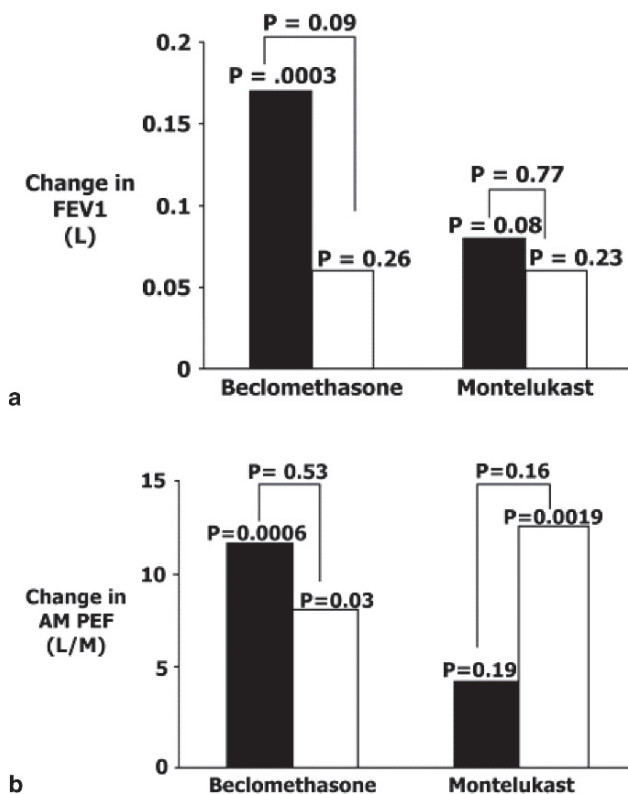 P = 0.09
0.2
P = .0003
0.15
P = 0.77
Change in
FEV1
(L)
0.1
P = 0.08
P = 0.26
P = 0.23
0.05
0
Beclomethasone
Montelukast
a
15
P= 0.53
P=0.16
P=0.0006
P=0.0019
10
Change in
AM PEF
(L/M)
P=0.03
5
P=0.19
0
Beclomethasone
Montelukast
b